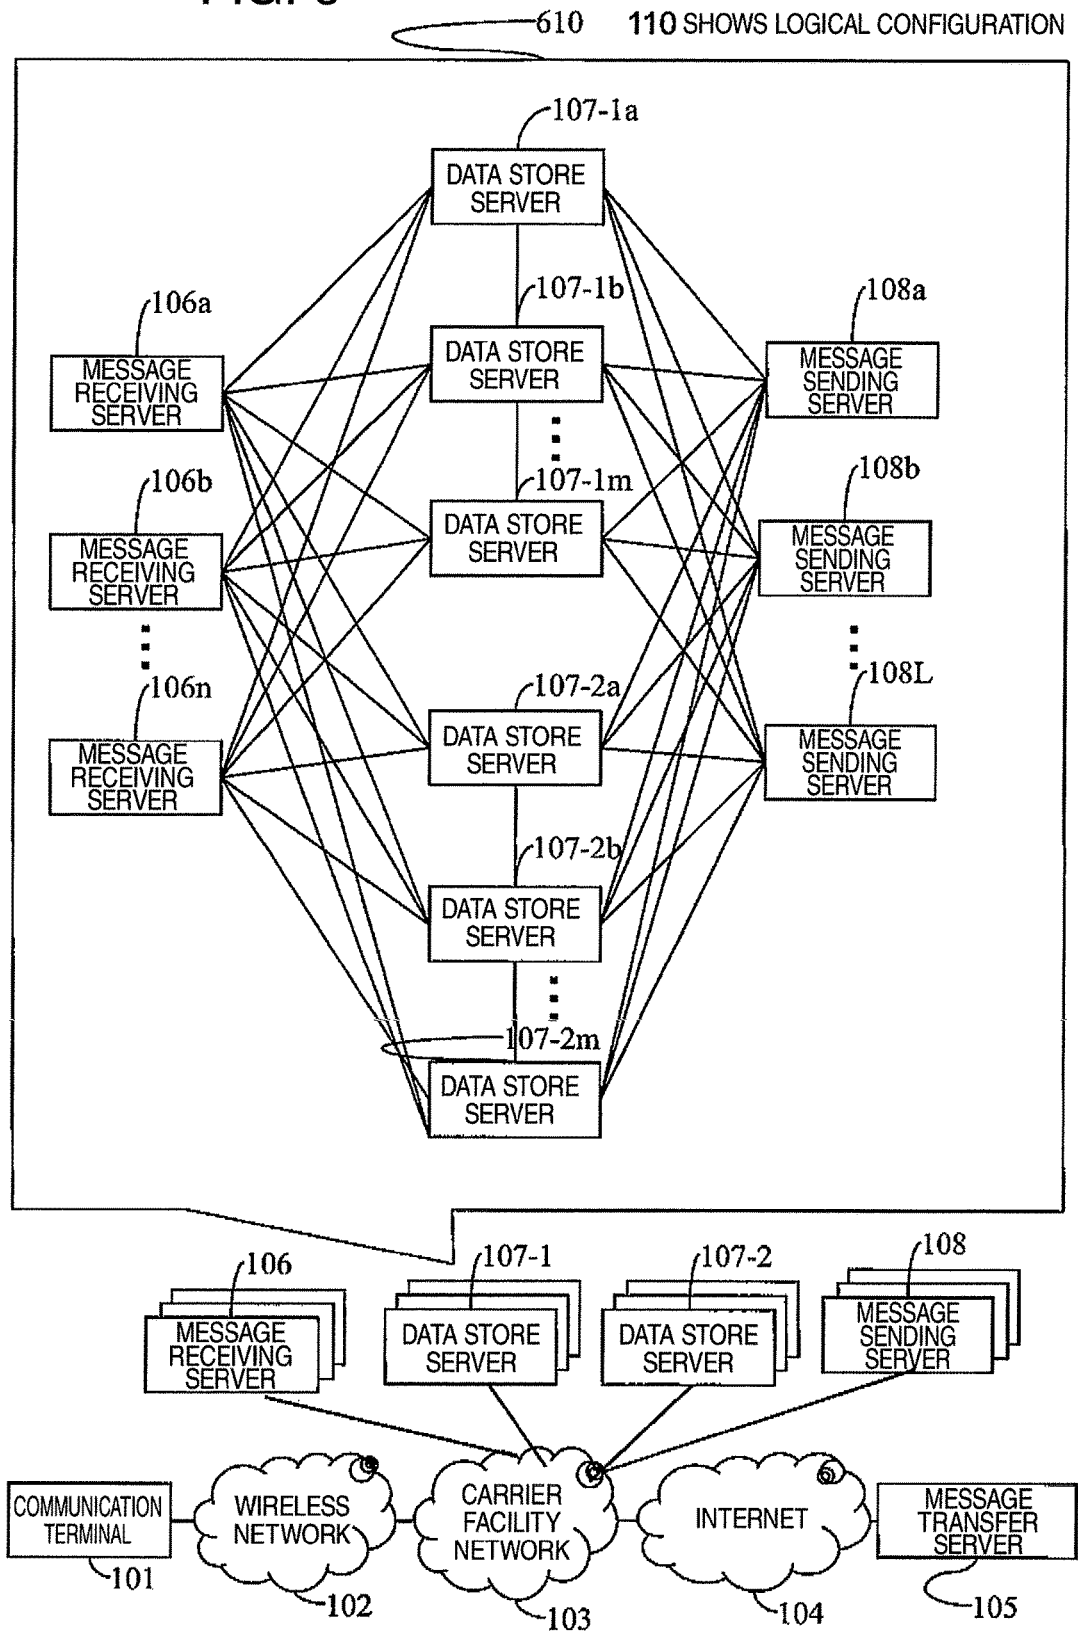 610 110 SHOWS LOGICAL CONFIGURATION
107-1a
DATA STORE
SERVER
107-1b
DATA STORE
SERVER
107-1m
DATA STORE
SERVER
106a
MESSAGE
RECEIVING
SERVER
106b
MESSAGE
RECEIVING
SERVER
106n
MESSAGE
RECEIVING
SERVER
108a
MESSAGE
SENDING
SERVER
108b
MESSAGE
SENDING
SERVER
108L
MESSAGE
SENDING
SERVER
107-2a
DATA STORE
SERVER
107-2b
DATA STORE
SERVER
107-2m
DATA STORE
SERVER
106
MESSAGE
RECEIVING
SERVER
107-1
DATA STORE
SERVER
107-2
DATA STORE
SERVER
108
MESSAGE
SENDING
SERVER
COMMUNICATION
TERMINAL
101
WIRELESS
NETWORK
102
CARRIER
FACILITY
NETWORK
103
INTERNET
104
MESSAGE
TRANSFER
SERVER
105